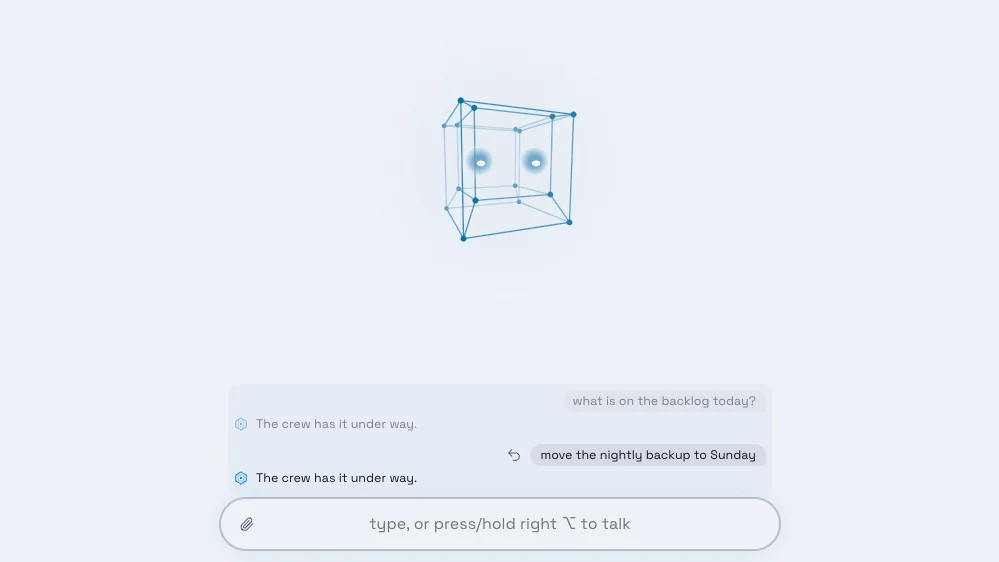 what is on the backlog today?
The crew has it under way.
move the nightly backup to Sunday
The crew has it under way.
type, or press/hold right ⌥ to talk